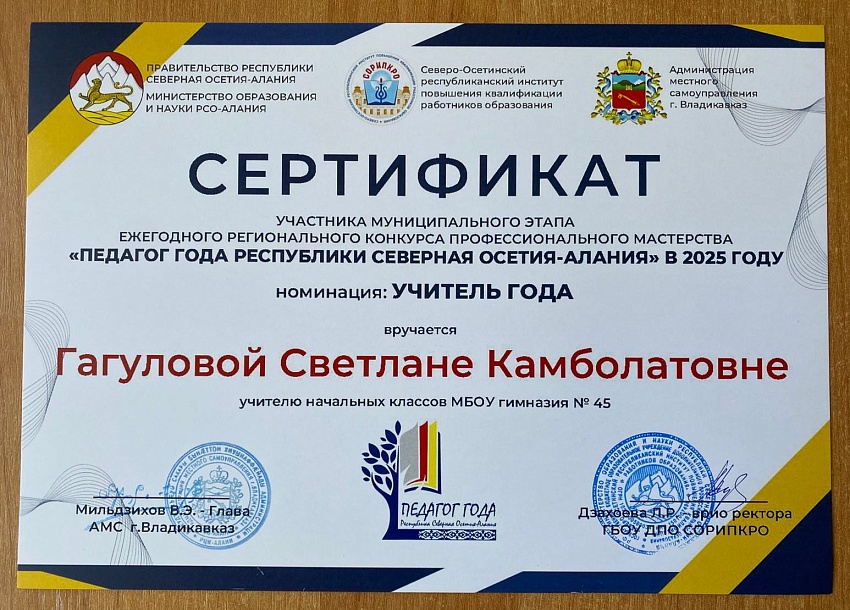 ПРАВИТЕЛЬСТВО РЕСПУБЛИКИ
СЕВЕРНАЯ ОСЕТИЯ-АЛАНИЯ
МИНИСТЕРСТВО ОБРАЗОВАНИЯ
И НАУКИ РСО-АЛАНИЯ
СОРИПКРО
Северо-Осетинский
республиканский институт
повышения квалификации
работников образования
Администрация
местного
самоуправления
г. Владикавказ
СЕРТИФИКАТ
УЧАСТНИКА МУНИЦИПАЛЬНОГО ЭТАПА
ЕЖЕГОДНОГО РЕГИОНАЛЬНОГО КОНКУРСА ПРОФЕССИОНАЛЬНОГО МАСТЕРСТВА
«ПЕДАГОГ ГОДА РЕСПУБЛИКИ СЕВЕРНАЯ ОСЕТИЯ-АЛАНИЯ» В 2025 ГОДУ
номинация: УЧИТЕЛЬ ГОДА
вручается
Гагуловой Светлане Камболатовне
учителю начальных классов МБОУ гимназия № 45
Мильдзихов В.Э. - Глава
АМС г.Владикавказ
ПЕДАГОГ ГОДА
Республика Северная Осетия-Алания
Дзахоева Л.Р. - врио ректора
ГБОУ ДПО СОРИПКРО